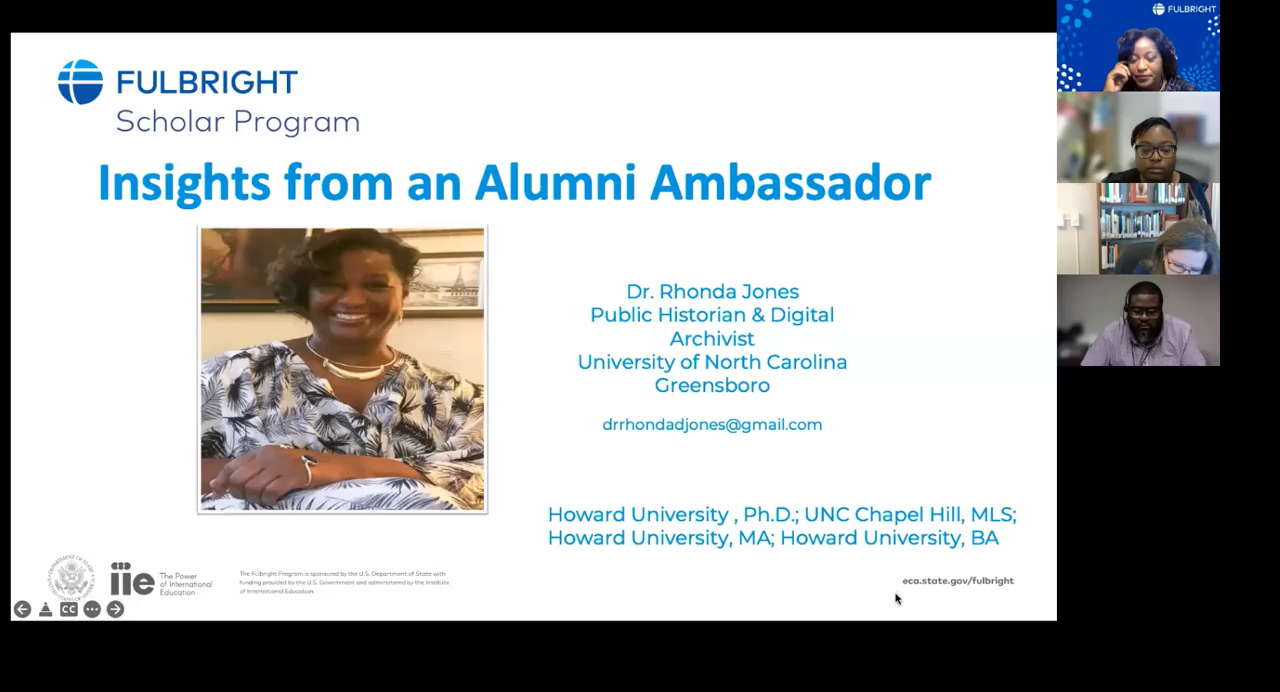 FULBRIGHT
Scholar Program
Insights from an Alumni Ambassador
Dr. Rhonda Jones
Public Historian & Digital
Archivist
University of North Carolina
Greensboro
drrhondadjones@gmail.com
Howard University , Ph.D.; UNC Chapel Hill, MLS;
Howard University, MA; Howard University, BA
iie
The Power
of International
Education
The Fulbright Program is sponsored by the U.S. Department of State with
funding provided by the U.S. Government and administered by the Institute
of International Education.
eca.state.gov/fulbright
CC
FULBRIGHT